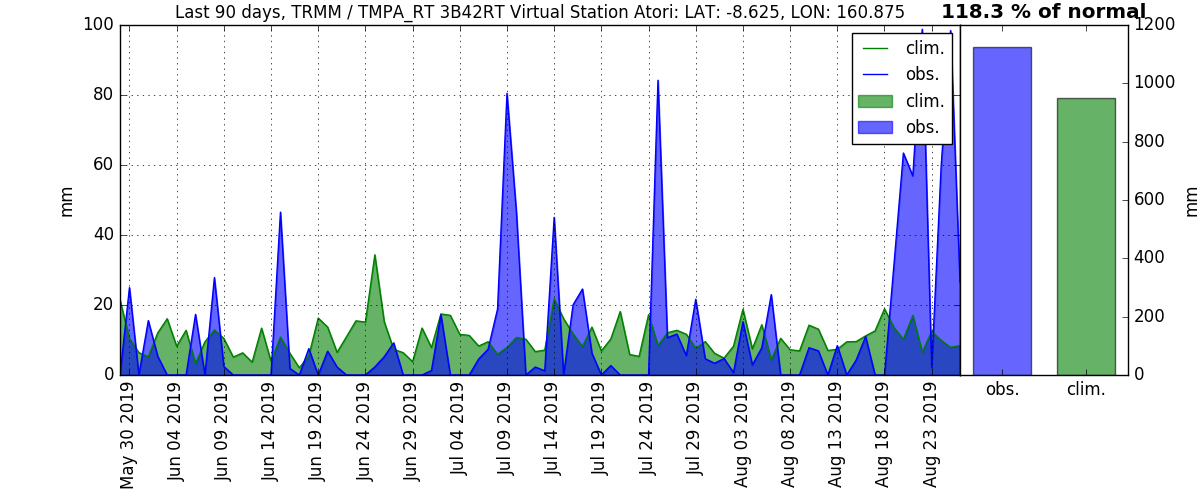 Last 90 days, TRMM / TMPA_RT 3B42RT Virtual Station Atori: LAT: -8.625, LON: 160.875
118.3 % of normal
100
80
60
40
20
0
mm
clim.
obs.
clim.
obs.
1200
1000
800
600
400
200
0
mm
May 30 2019
Jun 04 2019
Jun 09 2019
Jun 14 2019
Jun 19 2019
Jun 24 2019
Jun 29 2019
Jul 04 2019
Jul 09 2019
Jul 14 2019
Jul 19 2019
Jul 24 2019
Jul 29 2019
Aug 03 2019
Aug 08 2019
Aug 13 2019
Aug 18 2019
Aug 23 2019
obs.
clim.